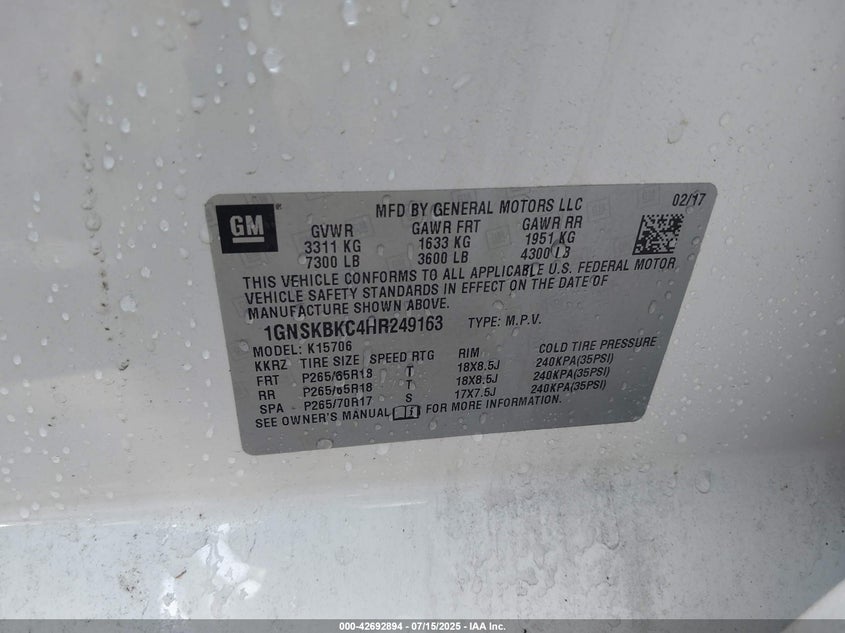 GM
MFD BY GENERAL MOTORS LLC 02/17
GVWR GAWR FRT GAWR RR
3311 KG 1633 KG 1951 KG
7300 LB 3600 LB 4300 LB
THIS VEHICLE CONFORMS TO ALL APPLICABLE U.S. FEDERAL MOTOR
VEHICLE SAFETY STANDARDS IN EFFECT ON THE DATE OF
MANUFACTURE SHOWN ABOVE.
1GNSKBKC4HR249163 TYPE: M.P.V.
MODEL: K15706
KKRZ TIRE SIZE SPEED RTG RIM COLD TIRE PRESSURE
FRT P265/65R18 T 18X8.5J 240KPA(35PSI)
RR P265/65R18 T 18X8.5J 240KPA(35PSI)
SPA P265/70R17 S 17X7.5J 240KPA(35PSI)
SEE OWNER'S MANUAL FOR MORE INFORMATION.
000-42692894 / 07/15/2025 - IAA Inc.